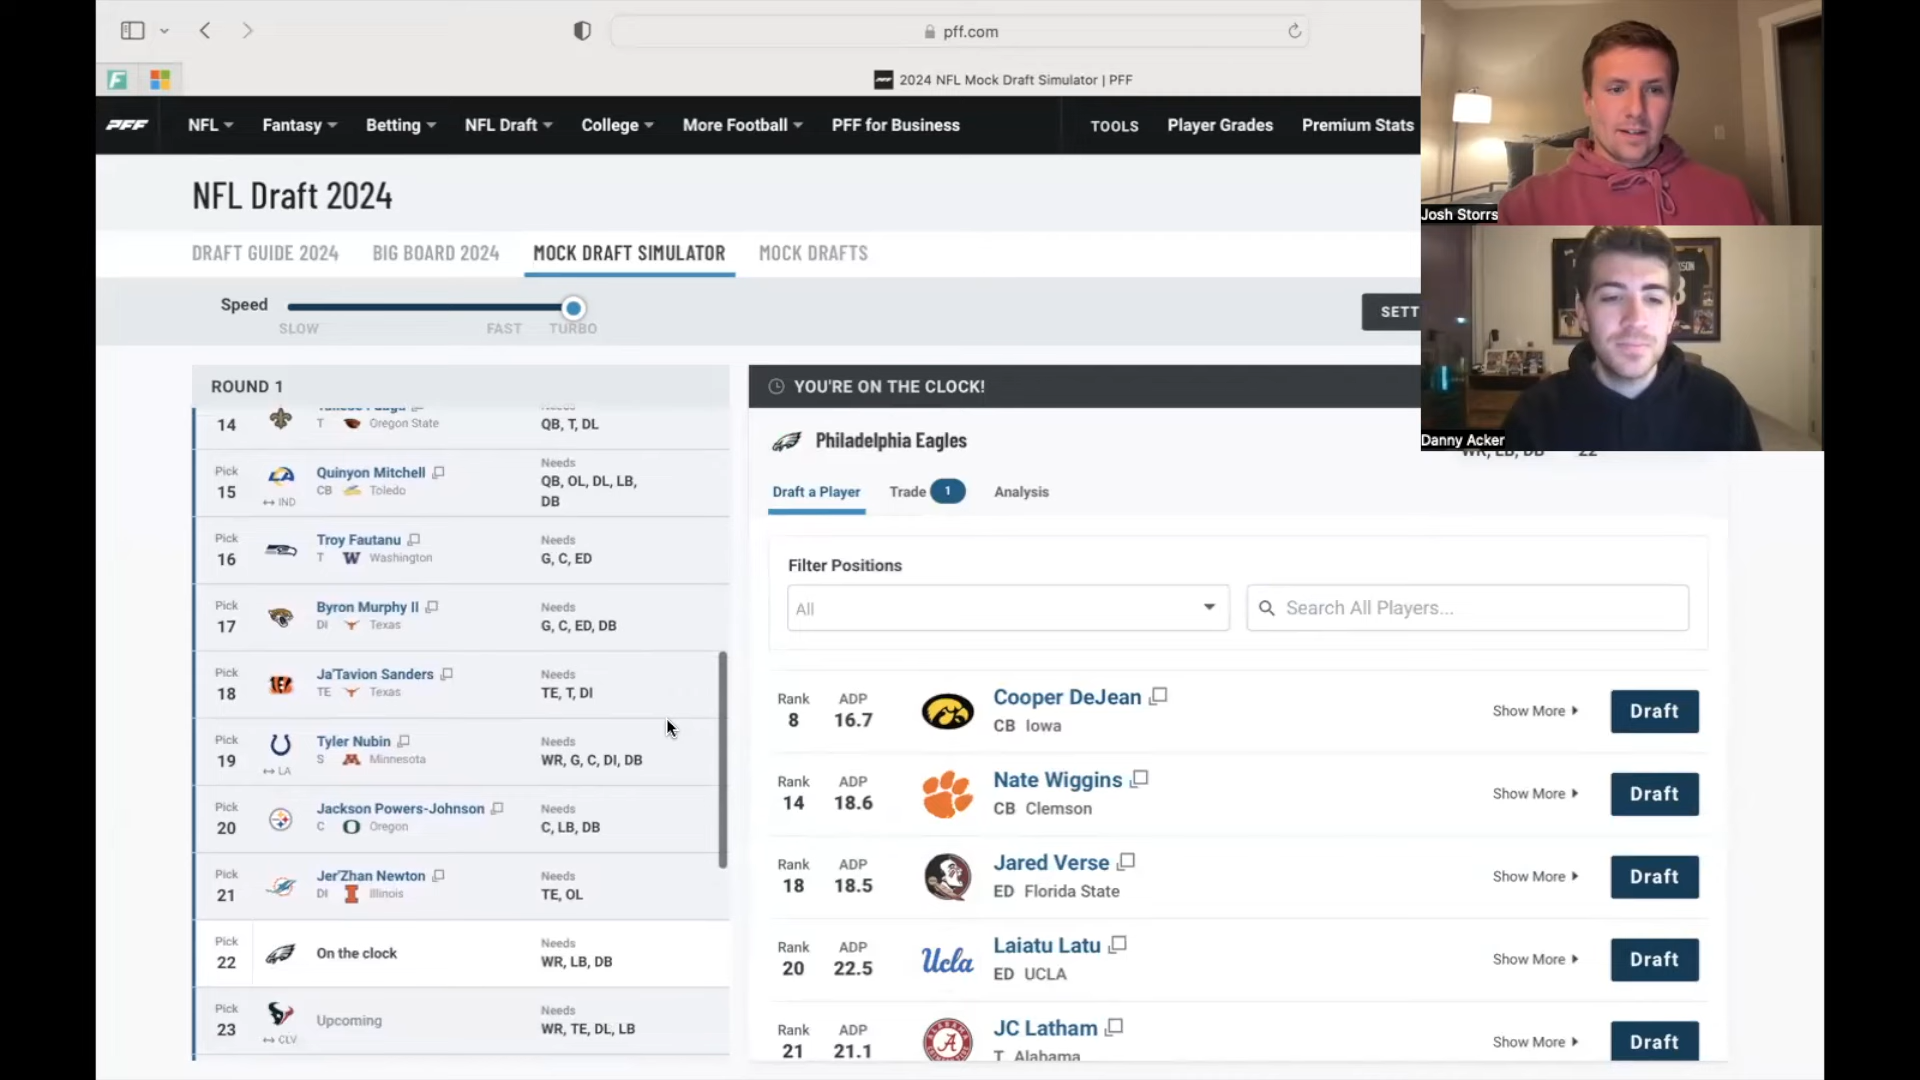 pff.com
F
2024 NFL Mock Draft Simulator | PFF
PFF
NFL
Fantasy
Betting
NFL Draft
College
More Football
PFF for Business
TOOLS
Player Grades
Premium Stats
Josh Storrs
NFL Draft 2024
DRAFT GUIDE 2024
BIG BOARD 2024
MOCK DRAFT SIMULATOR
MOCK DRAFTS
Speed
SLOW
FAST
TURBO
SETT
Danny Acker
ROUND 1
14
T Oregon State
QB, T, DL
Pick
15
↔ IND
Quinyon Mitchell
CB Toledo
Needs
QB, OL, DL, LB,
DB
Pick
16
Troy Fautanu
T W Washington
Needs
G, C, ED
Pick
17
Byron Murphy II
DI Texas
Needs
G, C, ED, DB
Pick
18
Ja'Tavion Sanders
TE Texas
Needs
TE, T, DI
Pick
19
↔ LA
Tyler Nubin
S M Minnesota
Needs
WR, G, C, DI, DB
Pick
20
Jackson Powers-Johnson
C O Oregon
Needs
C, LB, DB
Pick
21
Jer'Zhan Newton
DI I Illinois
Needs
TE, OL
Pick
22
On the clock
Needs
WR, LB, DB
Pick
23
↔ CLV
Upcoming
Needs
WR, TE, DL, LB
YOU'RE ON THE CLOCK!
Philadelphia Eagles
WR, LB, DB 22
Draft a Player
Trade 1
Analysis
Filter Positions
All
Search All Players...
Rank
8
ADP
16.7
Cooper DeJean
CB Iowa
Show More
Draft
Rank
14
ADP
18.6
Nate Wiggins
CB Clemson
Show More
Draft
Rank
18
ADP
18.5
Jared Verse
ED Florida State
Show More
Draft
Rank
20
ADP
22.5
Ucla
Laiatu Latu
ED UCLA
Show More
Draft
Rank
21
ADP
21.1
A
JC Latham
T Alabama
Show More
Draft